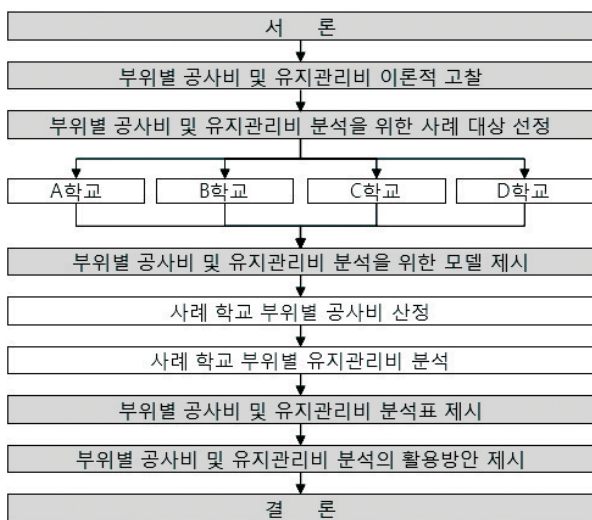 서 론
부위별 공사비 및 유지관리비 이론적 고찰
부위별 공사비 및 유지관리비 분석을 위한 사례 대상 선정
A학교 B학교 C학교 D학교
부위별 공사비 및 유지관리비 분석을 위한 모델 제시
사례 학교 부위별 공사비 산정
사례 학교 부위별 유지관리비 분석
부위별 공사비 및 유지관리비 분석표 제시
부위별 공사비 및 유지관리비 분석의 활용방안 제시
결 론